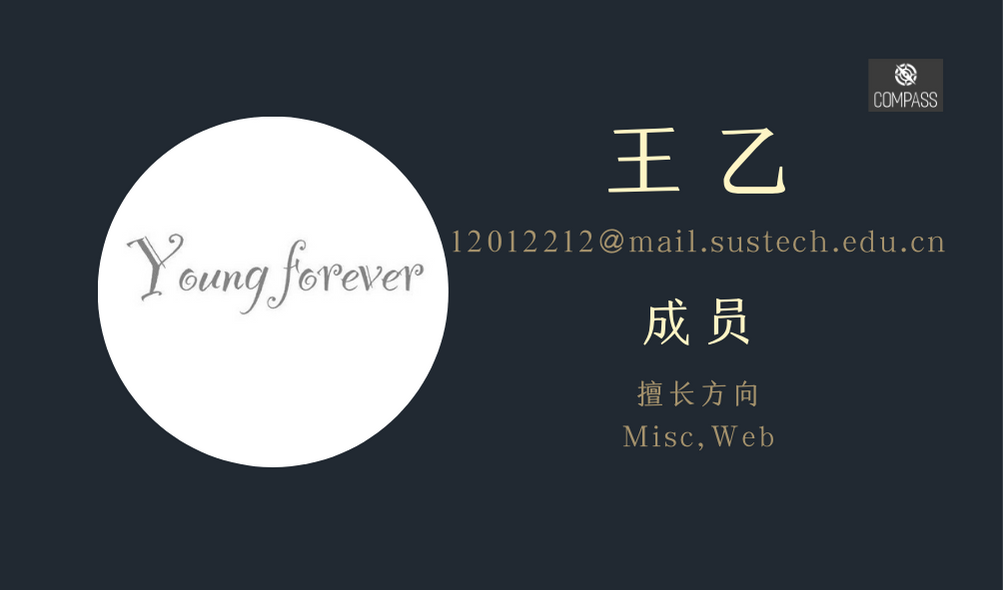 COMPASS
王乙
12012212@mail.sustech.edu.cn
Young forever
成员
擅长方向
Misc,Web